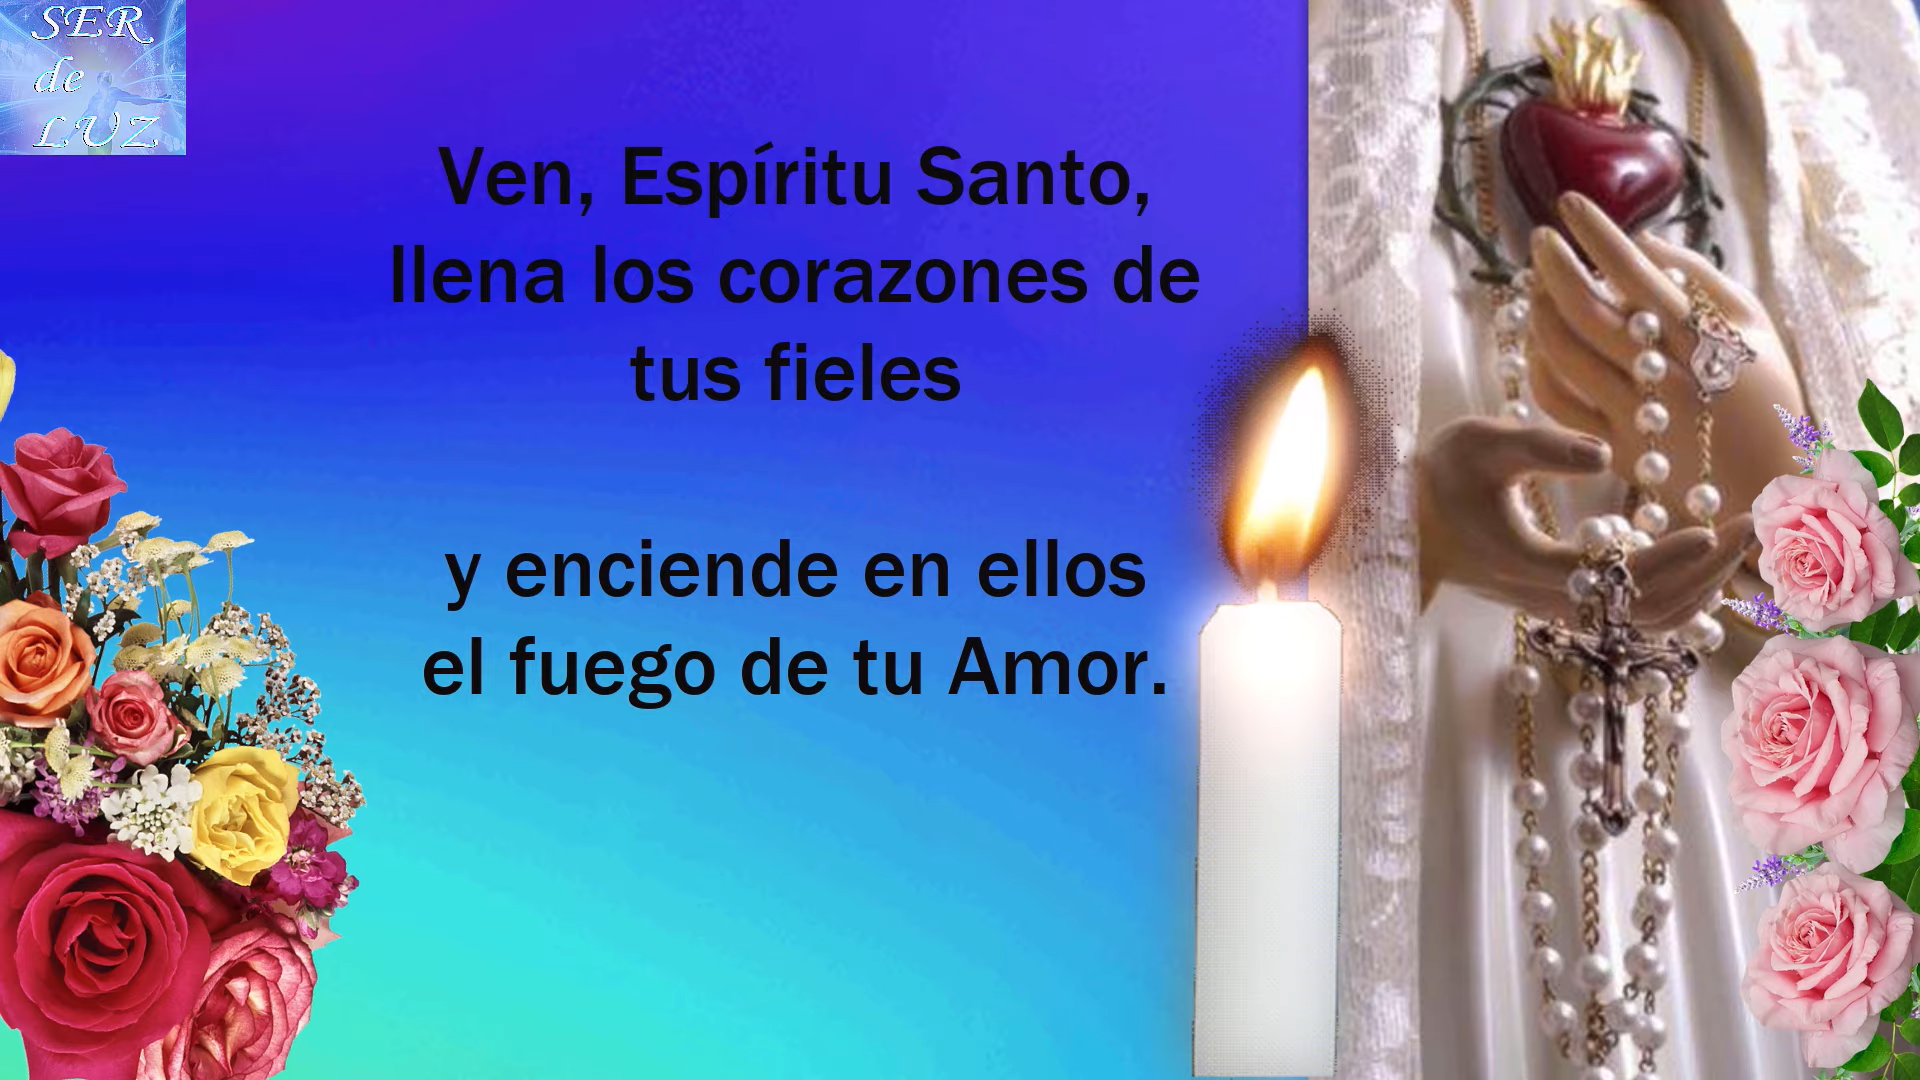 SER
de
LUZ
Ven, Espíritu Santo,
llena los corazones de
tus fieles
y enciende en ellos
el fuego de tu Amor.